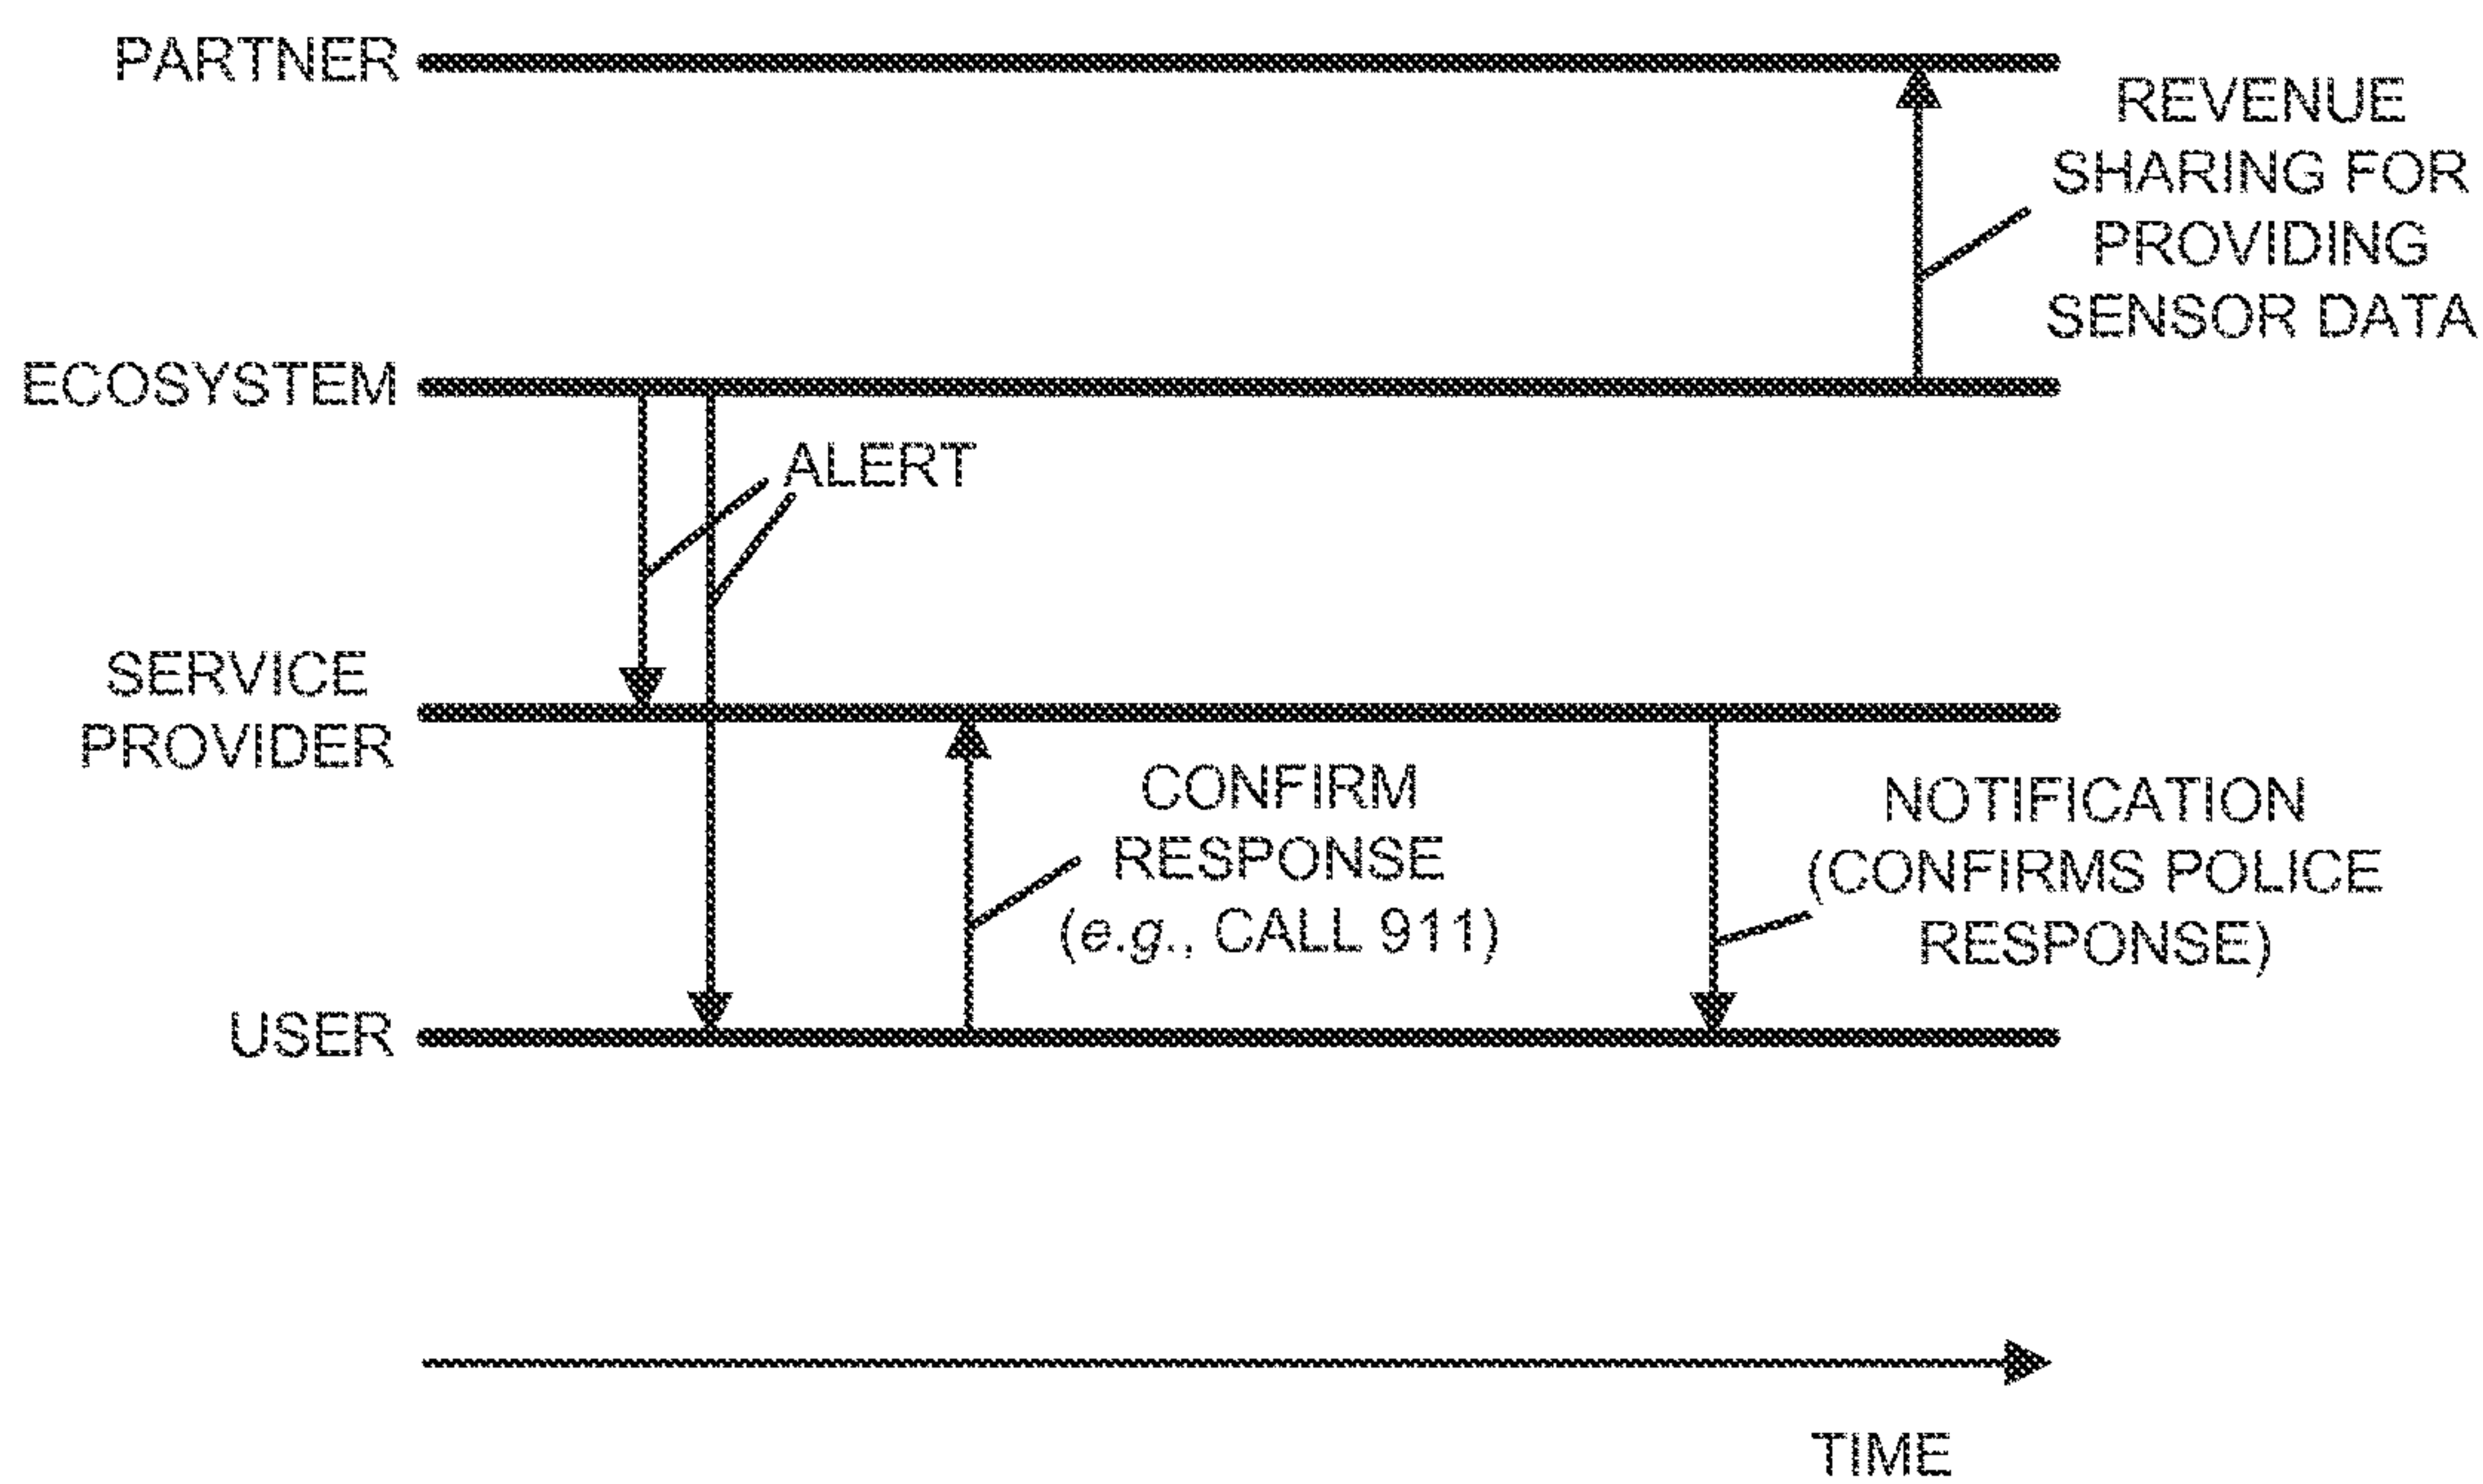 PARTNER
REVENUE
SHARING FOR
PROVIDING
SENSOR DATA
ECOSYSTEM
ALERT
SERVICE
PROVIDER
CONFIRM
RESPONSE
(e.g., CALL 911)
NOTIFICATION
(CONFIRMS POLICE
RESPONSE)
USER
TIME